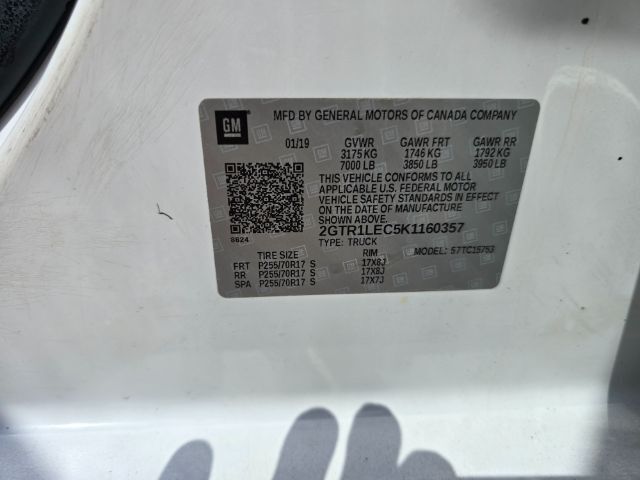 GM
MFD BY GENERAL MOTORS OF CANADA COMPANY
01/19 GVWR GAWR FRT GAWR RR
3175 KG 1746 KG 1792 KG
7000 LB 3850 LB 3950 LB
THIS VEHICLE CONFORMS TO ALL
APPLICABLE U.S. FEDERAL MOTOR
VEHICLE SAFETY STANDARDS IN
EFFECT ON THE DATE OF
MANUFACTURE SHOWN ABOVE.
2GTR1LEC5K1160357
8624 TYPE: TRUCK MODEL: 57TC15753
TIRE SIZE RIM
FRT P255/70R17 S 17X8J
RR P255/70R17 S 17X8J
SPA P255/70R17 S 17X7J